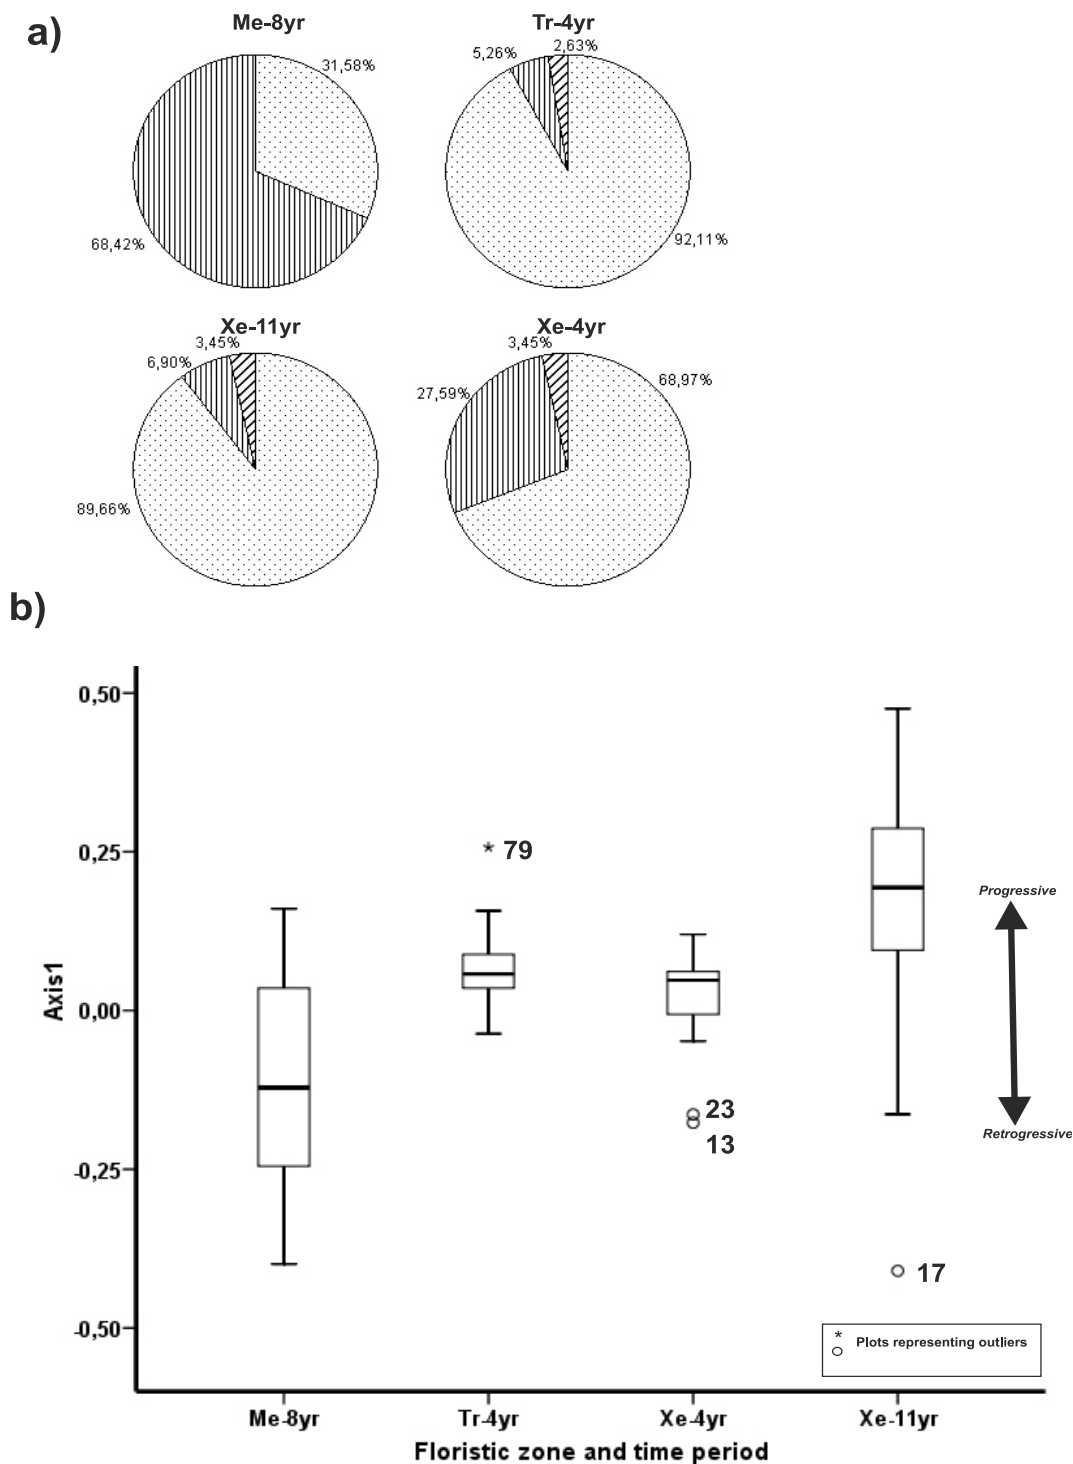 a)
Me-8yr
Tr-4yr
31,58%
68,42%
5,26%
2,63%
92,11%
Xe-11yr
Xe-4yr
3,45%
6,90%
89,66%
3,45%
27,59%
68,97%
b)
0,50
0,25
0,00
-0,25
-0,50
Axis1
79
23
13
17
Progressive
Retrogressive
* Plots representing outliers
Me-8yr
Tr-4yr
Xe-4yr
Xe-11yr
Floristic zone and time period